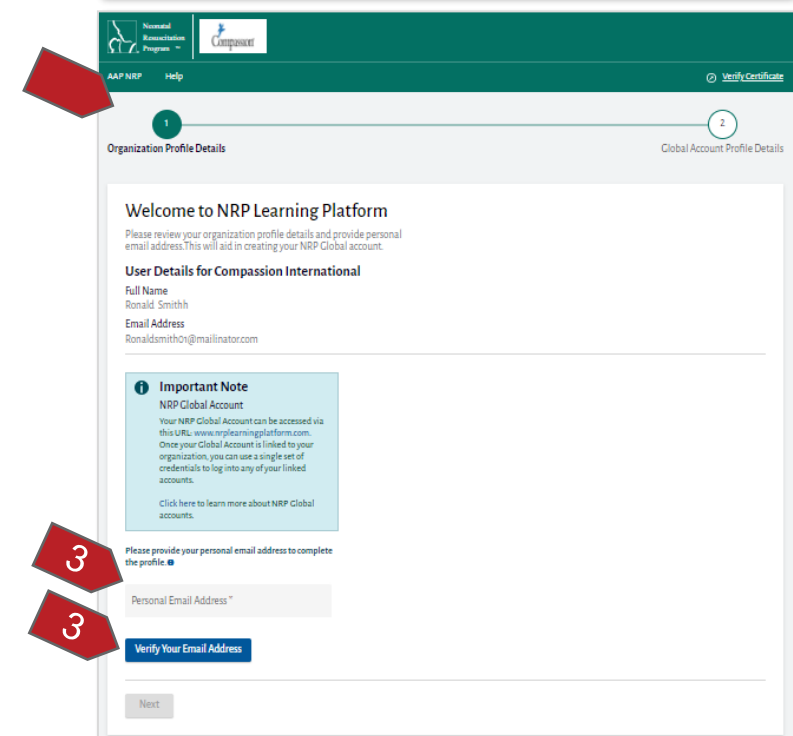 Neonatal
Resuscitation
Program ™
Compassion
AAP NRP Help Verify Certificate
1 2
Organization Profile Details Global Account Profile Details
Welcome to NRP Learning Platform
Please review your organization profile details and provide personal
email address.This will aid in creating your NRP Global account.
User Details for Compassion International
Full Name
Ronald Smithh
Email Address
Ronaldsmith01@mailinator.com
Important Note
NRP Global Account
Your NRP Global Account can be accessed via
this URL: www.nrplearningplatform.com.
Once your Global Account is linked to your
organization, you can use a single set of
credentials to log into any of your linked
accounts.
Click here to learn more about NRP Global
accounts.
3
Please provide your personal email address to complete
the profile.
Personal Email Address *
3
Verify Your Email Address
Next